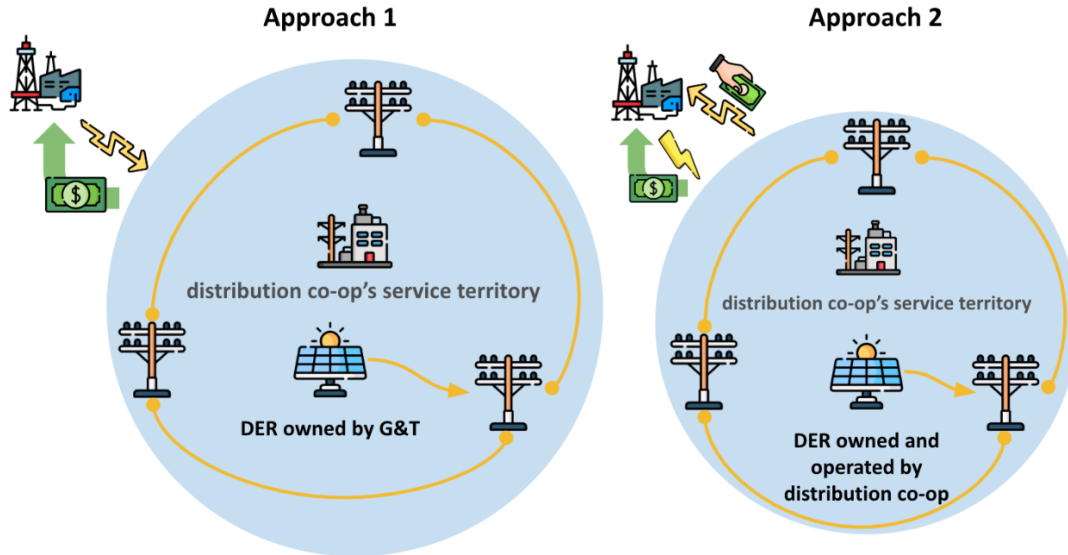 Approach 1
Approach 2
$
distribution co-op's service territory
DER owned by G&T
$
distribution co-op's service territory
DER owned and
operated by
distribution co-op